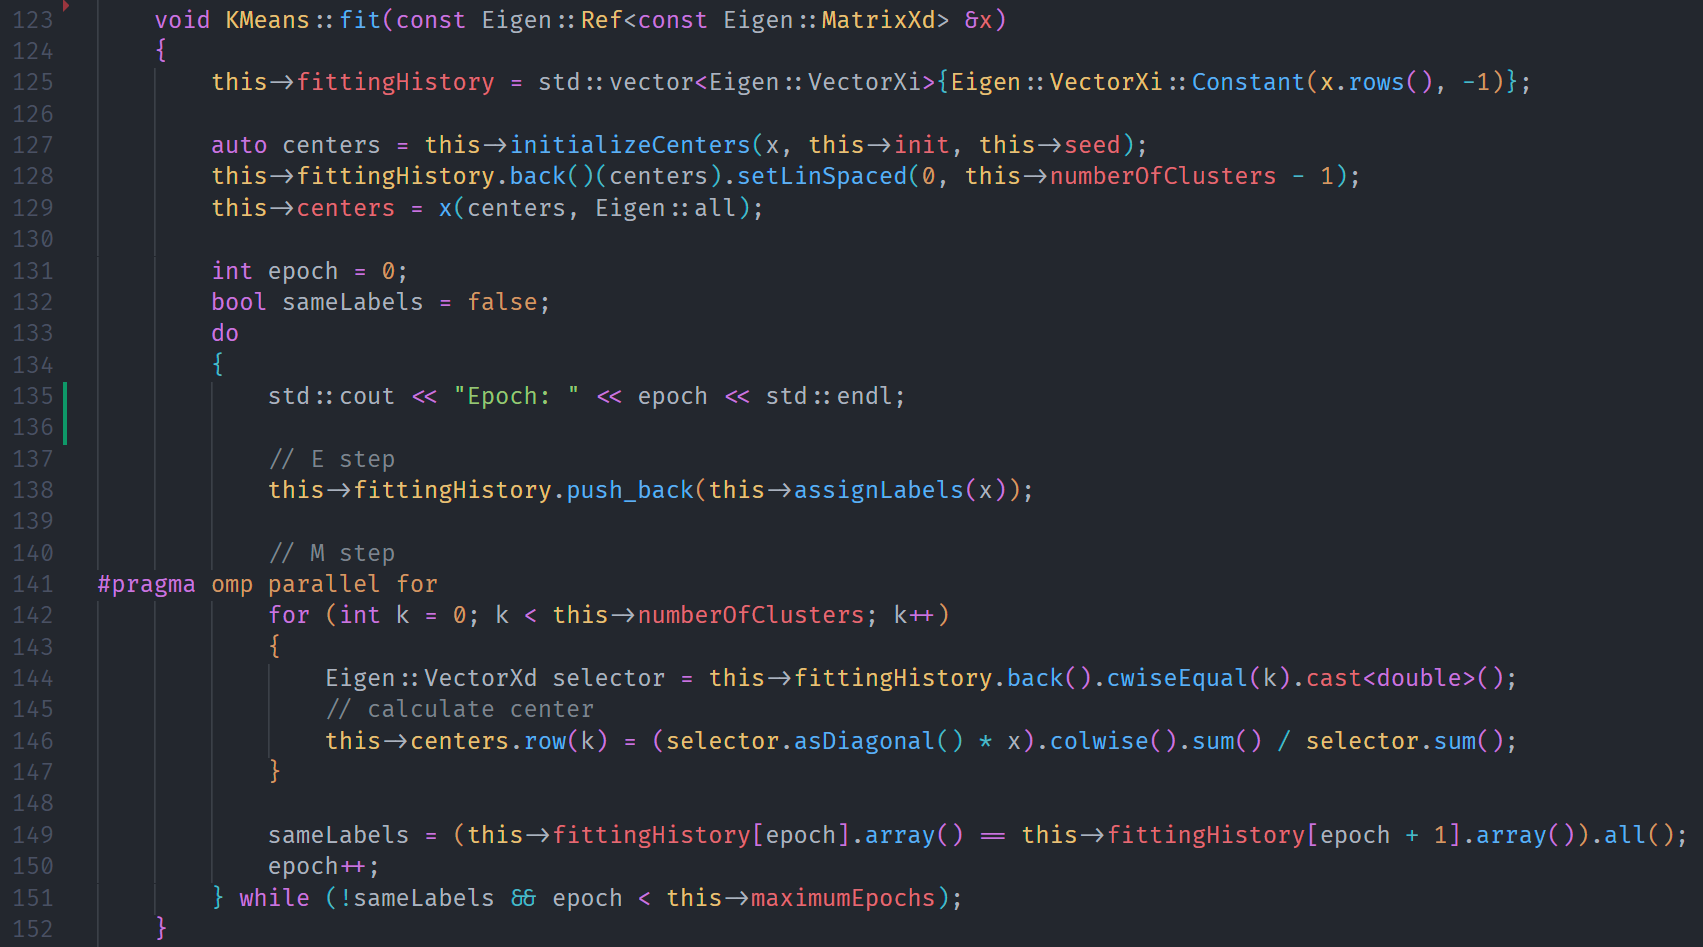 123 void KMeans::fit(const Eigen::Ref<const Eigen::MatrixXd> &x)
124 {
125 this->fittingHistory = std::vector<Eigen::VectorXi>{Eigen::VectorXi::Constant(x.rows(), -1)};
126
127 auto centers = this->initializeCenters(x, this->init, this->seed);
128 this->fittingHistory.back()(centers).setLinSpaced(0, this->numberOfClusters - 1);
129 this->centers = x(centers, Eigen::all);
130
131 int epoch = 0;
132 bool sameLabels = false;
133 do
134 {
135 std::cout << "Epoch: " << epoch << std::endl;
136
137 // E step
138 this->fittingHistory.push_back(this->assignLabels(x));
139
140 // M step
141 #pragma omp parallel for
142 for (int k = 0; k < this->numberOfClusters; k++)
143 {
144 Eigen::VectorXd selector = this->fittingHistory.back().cwiseEqual(k).cast<double>();
145 // calculate center
146 this->centers.row(k) = (selector.asDiagonal() * x).colwise().sum() / selector.sum();
147 }
148
149 sameLabels = (this->fittingHistory[epoch].array() == this->fittingHistory[epoch + 1].array()).all();
150 epoch++;
151 } while (!sameLabels && epoch < this->maximumEpochs);
152 }